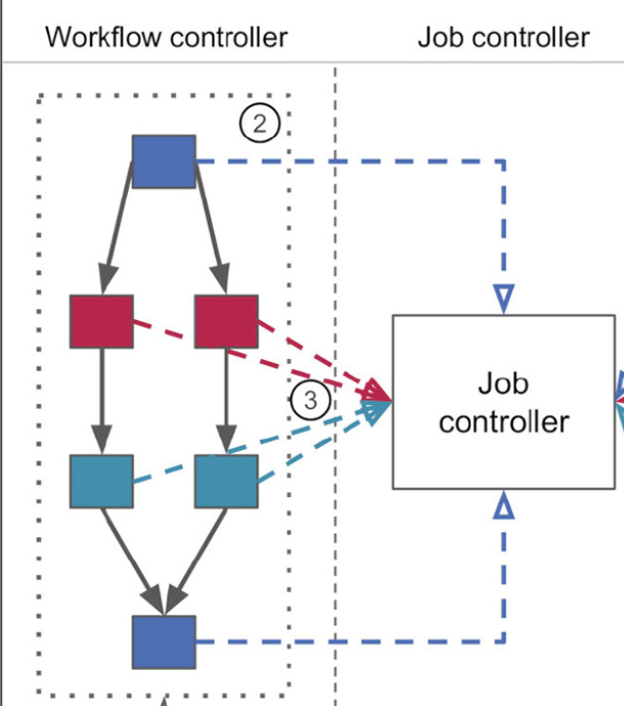 Workflow controller
Job controller
2
3
Job
controller